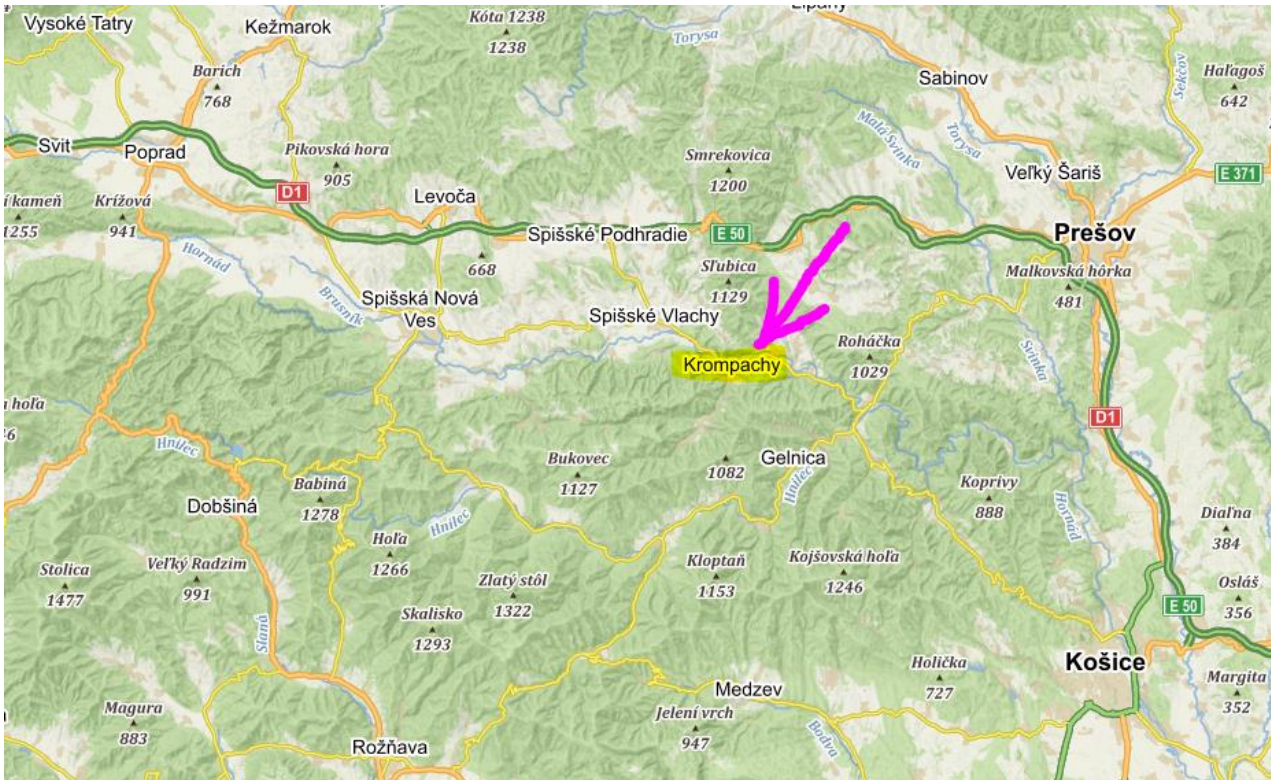 Kóta 1238
1238
Vysoké Tatry
Kežmarok
Torysa
Barich
768
Sabinov
Sekčov
Haľagoš
642
Malá Svinka
Torysa
Svit
Poprad
Pikovská hora
905
Smrekovica
1200
Veľký Šariš
E 371
D1
Levoča
í kameň
1255
Krížová
941
Spišské Podhradie
E 50
Prešov
Hornád
668
Sľubica
1129
Malkovská hôrka
481
Brusník
Spišská Nová
Ves
Spišské Vlachy
Roháčka
1029
Svinka
Krompachy
hoľa
6
D1
Hnilec
Bukovec
1127
1082
Gelnica
Hnilec
Babiná
1278
Koprivy
888
Dobšiná
Hnilec
Hornád
Diaľna
384
Hoľa
1266
Stolica
1477
Veľký Radzim
991
Zlatý stôl
1322
Kloptaň
1153
Kojšovská hoľa
1246
Osláš
356
E 50
Skalisko
1293
Slaná
Košice
Holička
727
Margita
352
Medzev
Magura
883
Jelení vrch
947
Bodva
Rožňava